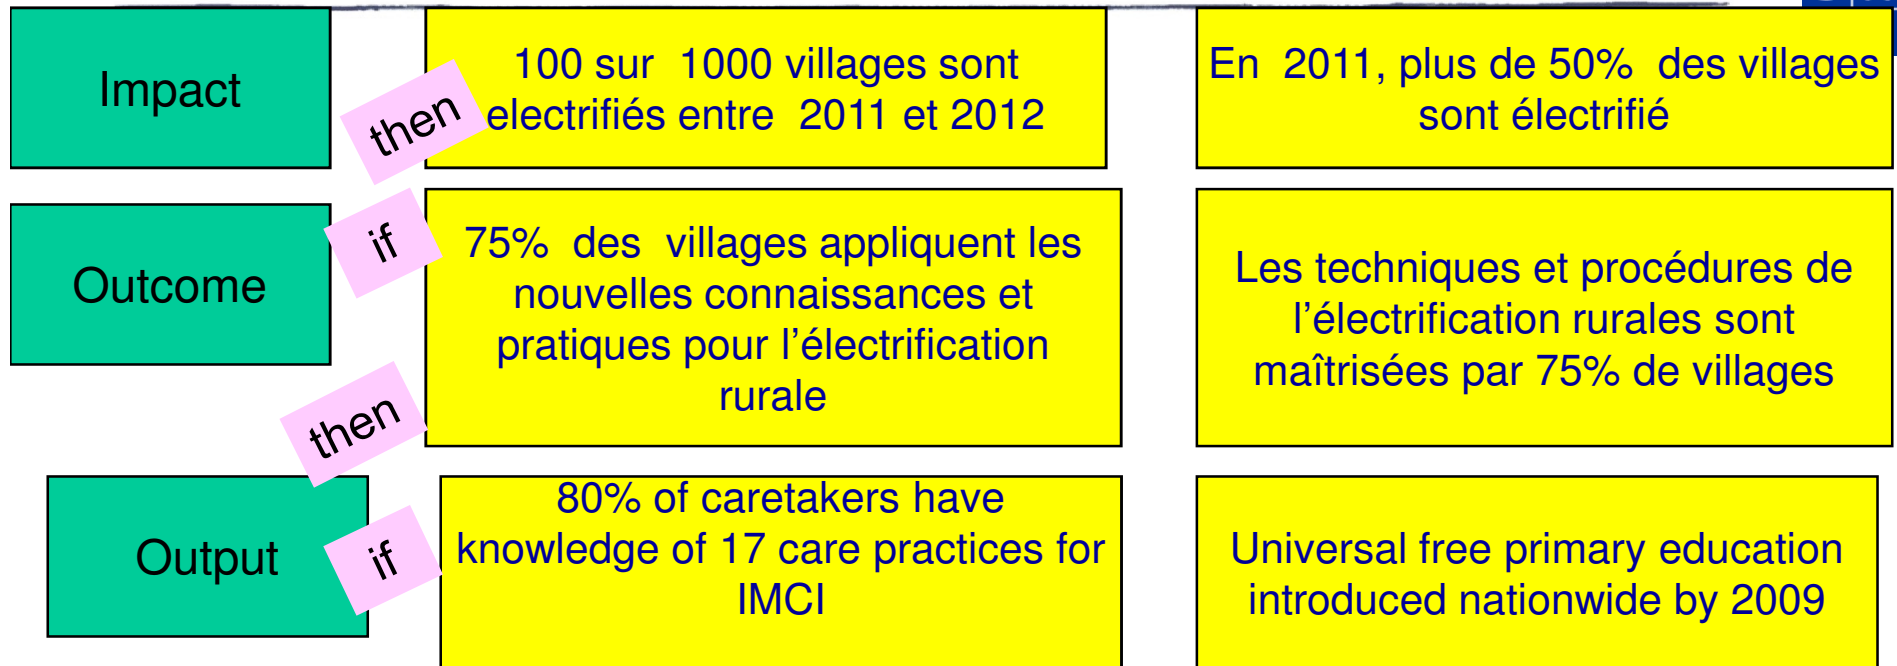 Impact
then
100 sur 1000 villages sont
electrifiés entre 2011 et 2012
En 2011, plus de 50% des villages
sont électrifié
Outcome
if
75% des villages appliquent les
nouvelles connaissances et
pratiques pour l'électrification
rurale
Les techniques et procédures de
l'électrification rurales sont
maîtrisées par 75% de villages
then
Output
if
80% of caretakers have
knowledge of 17 care practices for
IMCI
Universal free primary education
introduced nationwide by 2009